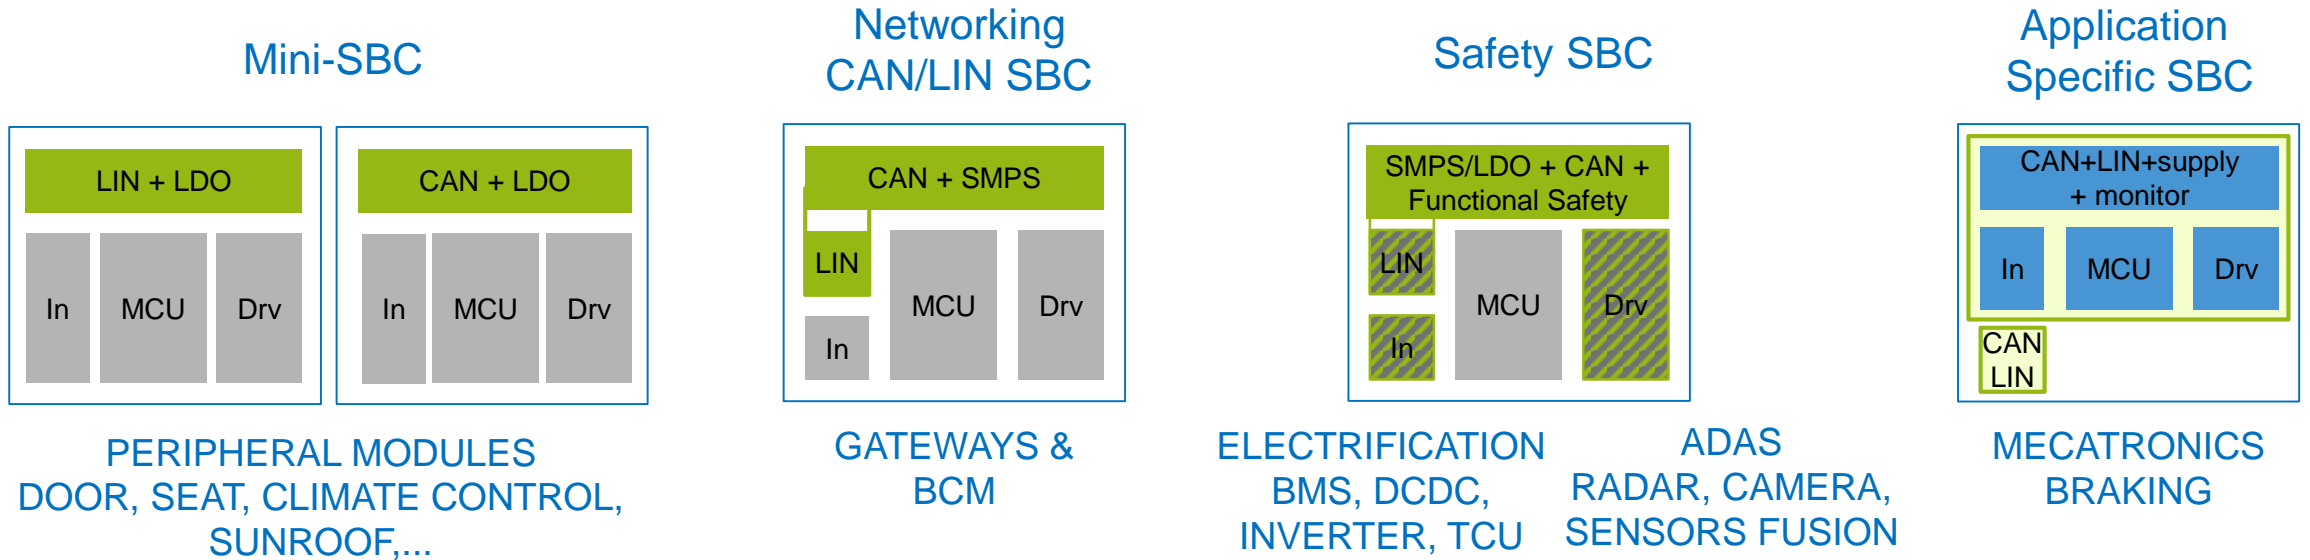 Mini-SBC
LIN + LDO
In
MCU
Drv
CAN + LDO
In
MCU
Drv
PERIPHERAL MODULES
DOOR, SEAT, CLIMATE CONTROL,
SUNROOF,...
Networking
CAN/LIN SBC
CAN + SMPS
LIN
In
MCU
Drv
GATEWAYS &
BCM
Safety SBC
SMPS/LDO + CAN +
Functional Safety
LIN
In
MCU
Drv
ELECTRIFICATION
BMS, DCDC,
INVERTER, TCU
ADAS
RADAR, CAMERA,
SENSORS FUSION
Application
Specific SBC
CAN+LIN+supply
+ monitor
In
MCU
Drv
CAN
LIN
MECATRONICS
BRAKING